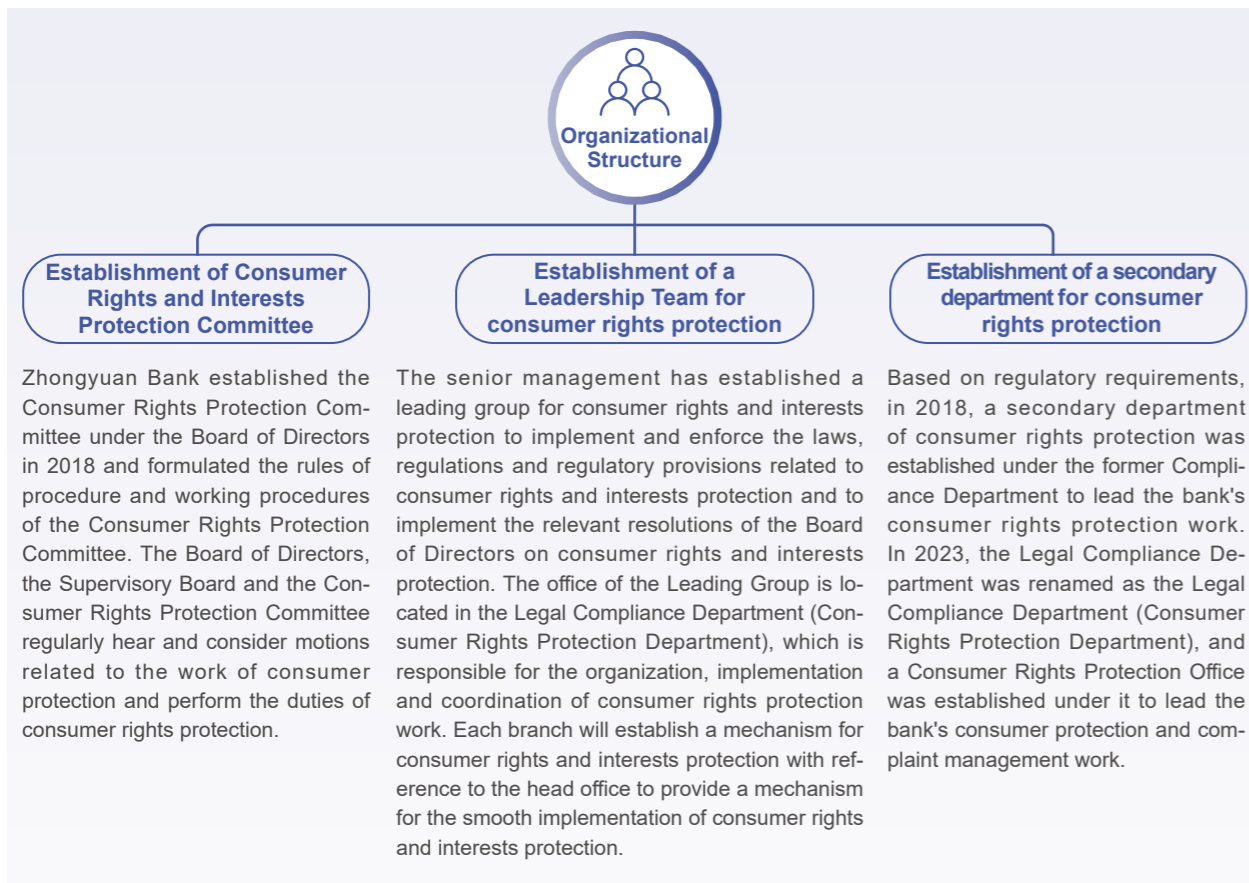 Organizational
Structure
Establishment of Consumer
Rights and Interests
Protection Committee
Zhongyuan Bank established the
Consumer Rights Protection Com-
mittee under the Board of Directors
in 2018 and formulated the rules of
procedure and working procedures
of the Consumer Rights Protection
Committee. The Board of Directors,
the Supervisory Board and the Con-
sumer Rights Protection Committee
regularly hear and consider motions
related to the work of consumer
protection and perform the duties of
consumer rights protection.
Establishment of a
Leadership Team for
consumer rights protection
The senior management has established a
leading group for consumer rights and interests
protection to implement and enforce the laws,
regulations and regulatory provisions related to
consumer rights and interests protection and to
implement the relevant resolutions of the Board
of Directors on consumer rights and interests
protection. The office of the Leading Group is lo-
cated in the Legal Compliance Department (Con-
sumer Rights Protection Department), which is
responsible for the organization, implementation
and coordination of consumer rights protection
work. Each branch will establish a mechanism for
consumer rights and interests protection with ref-
erence to the head office to provide a mechanism
for the smooth implementation of consumer rights
and interests protection.
Establishment of a secondary
department for consumer
rights protection
Based on regulatory requirements,
in 2018, a secondary department
of consumer rights protection was
established under the former Compli-
ance Department to lead the bank's
consumer rights protection work.
In 2023, the Legal Compliance De-
partment was renamed as the Legal
Compliance Department (Consumer
Rights Protection Department), and
a Consumer Rights Protection Office
was established under it to lead the
bank's consumer protection and com-
plaint management work.